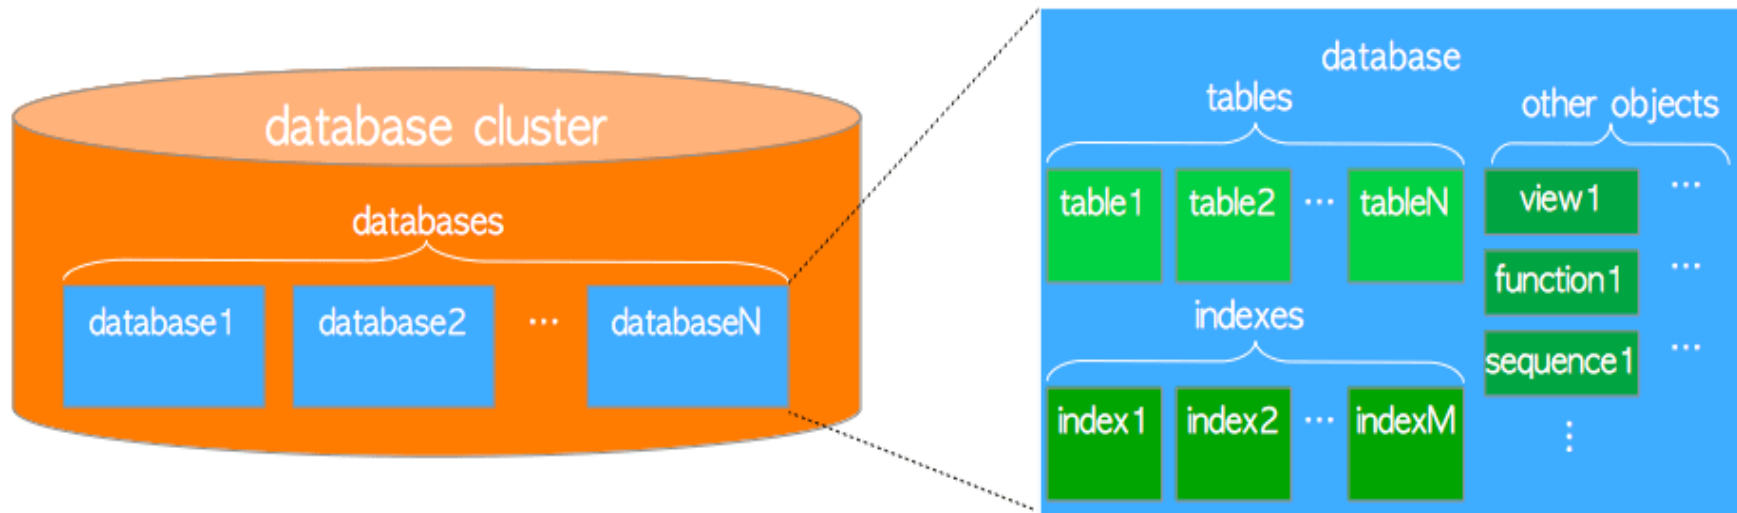 database cluster
databases
database1 database2 ... databaseN
database
tables
table1 table2 ... tableN
indexes
index1 index2 ... indexM
other objects
view1 ...
function1 ...
sequence1 ...
⋮